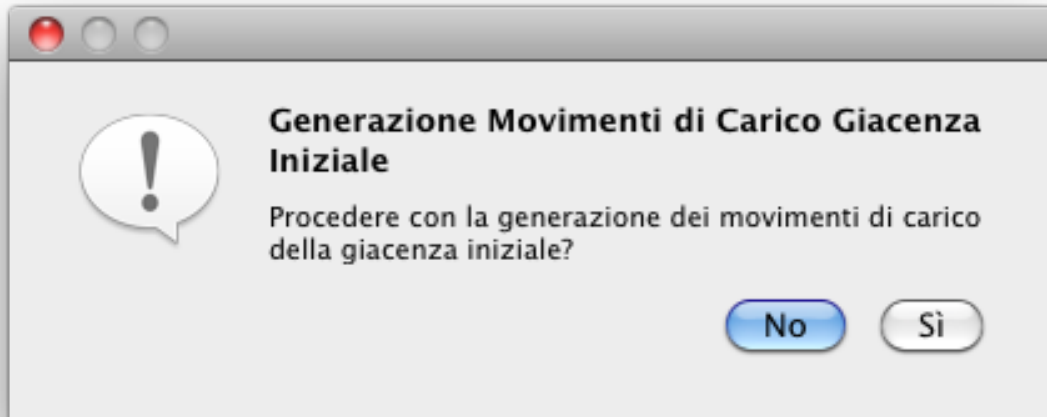 Generazione Movimenti di Carico Giacenza
Iniziale
Procedere con la generazione dei movimenti di carico
della giacenza iniziale?
No Sì